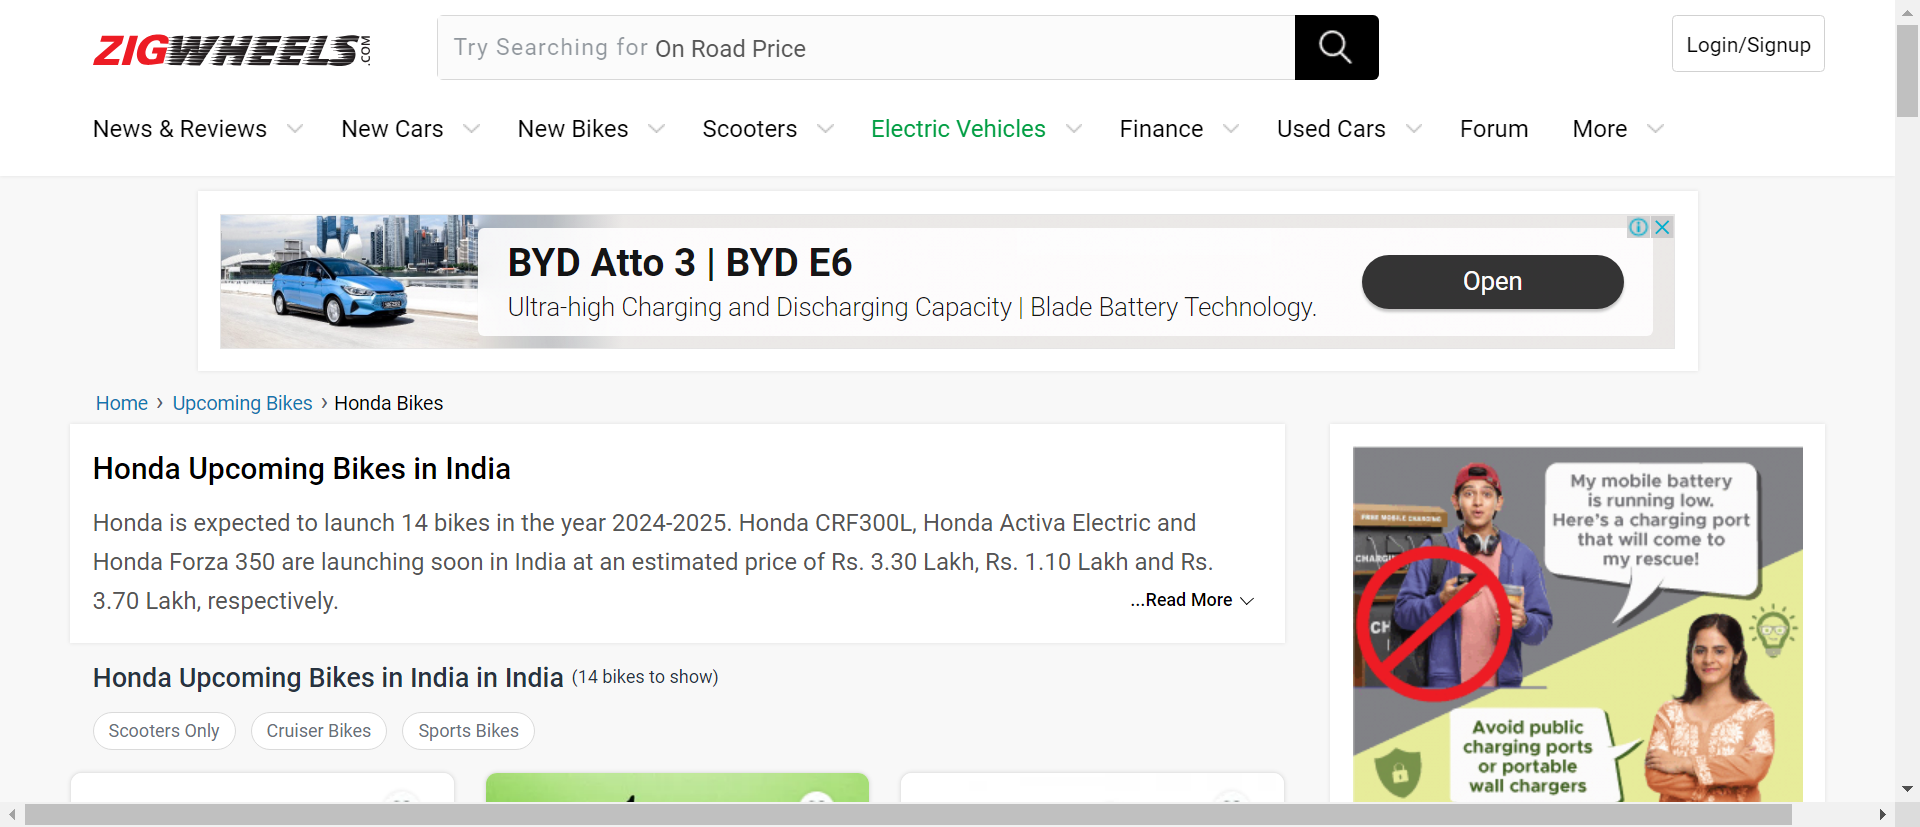 ZIGWHEELS.COM
Try Searching for On Road Price
Login/Signup
News & Reviews
New Cars
New Bikes
Scooters
Electric Vehicles
Finance
Used Cars
Forum
More
BYD Atto 3 | BYD E6
Ultra-high Charging and Discharging Capacity | Blade Battery Technology.
Open
Home › Upcoming Bikes › Honda Bikes
Honda Upcoming Bikes in India
Honda is expected to launch 14 bikes in the year 2024-2025. Honda CRF300L, Honda Activa Electric and
Honda Forza 350 are launching soon in India at an estimated price of Rs. 3.30 Lakh, Rs. 1.10 Lakh and Rs.
3.70 Lakh, respectively.
...Read More
Honda Upcoming Bikes in India in India (14 bikes to show)
Scooters Only
Cruiser Bikes
Sports Bikes
My mobile battery
is running low.
Here's a charging port
that will come to
my rescue!
FREE MOBILE CHARGING
Avoid public
charging ports
or portable
wall chargers